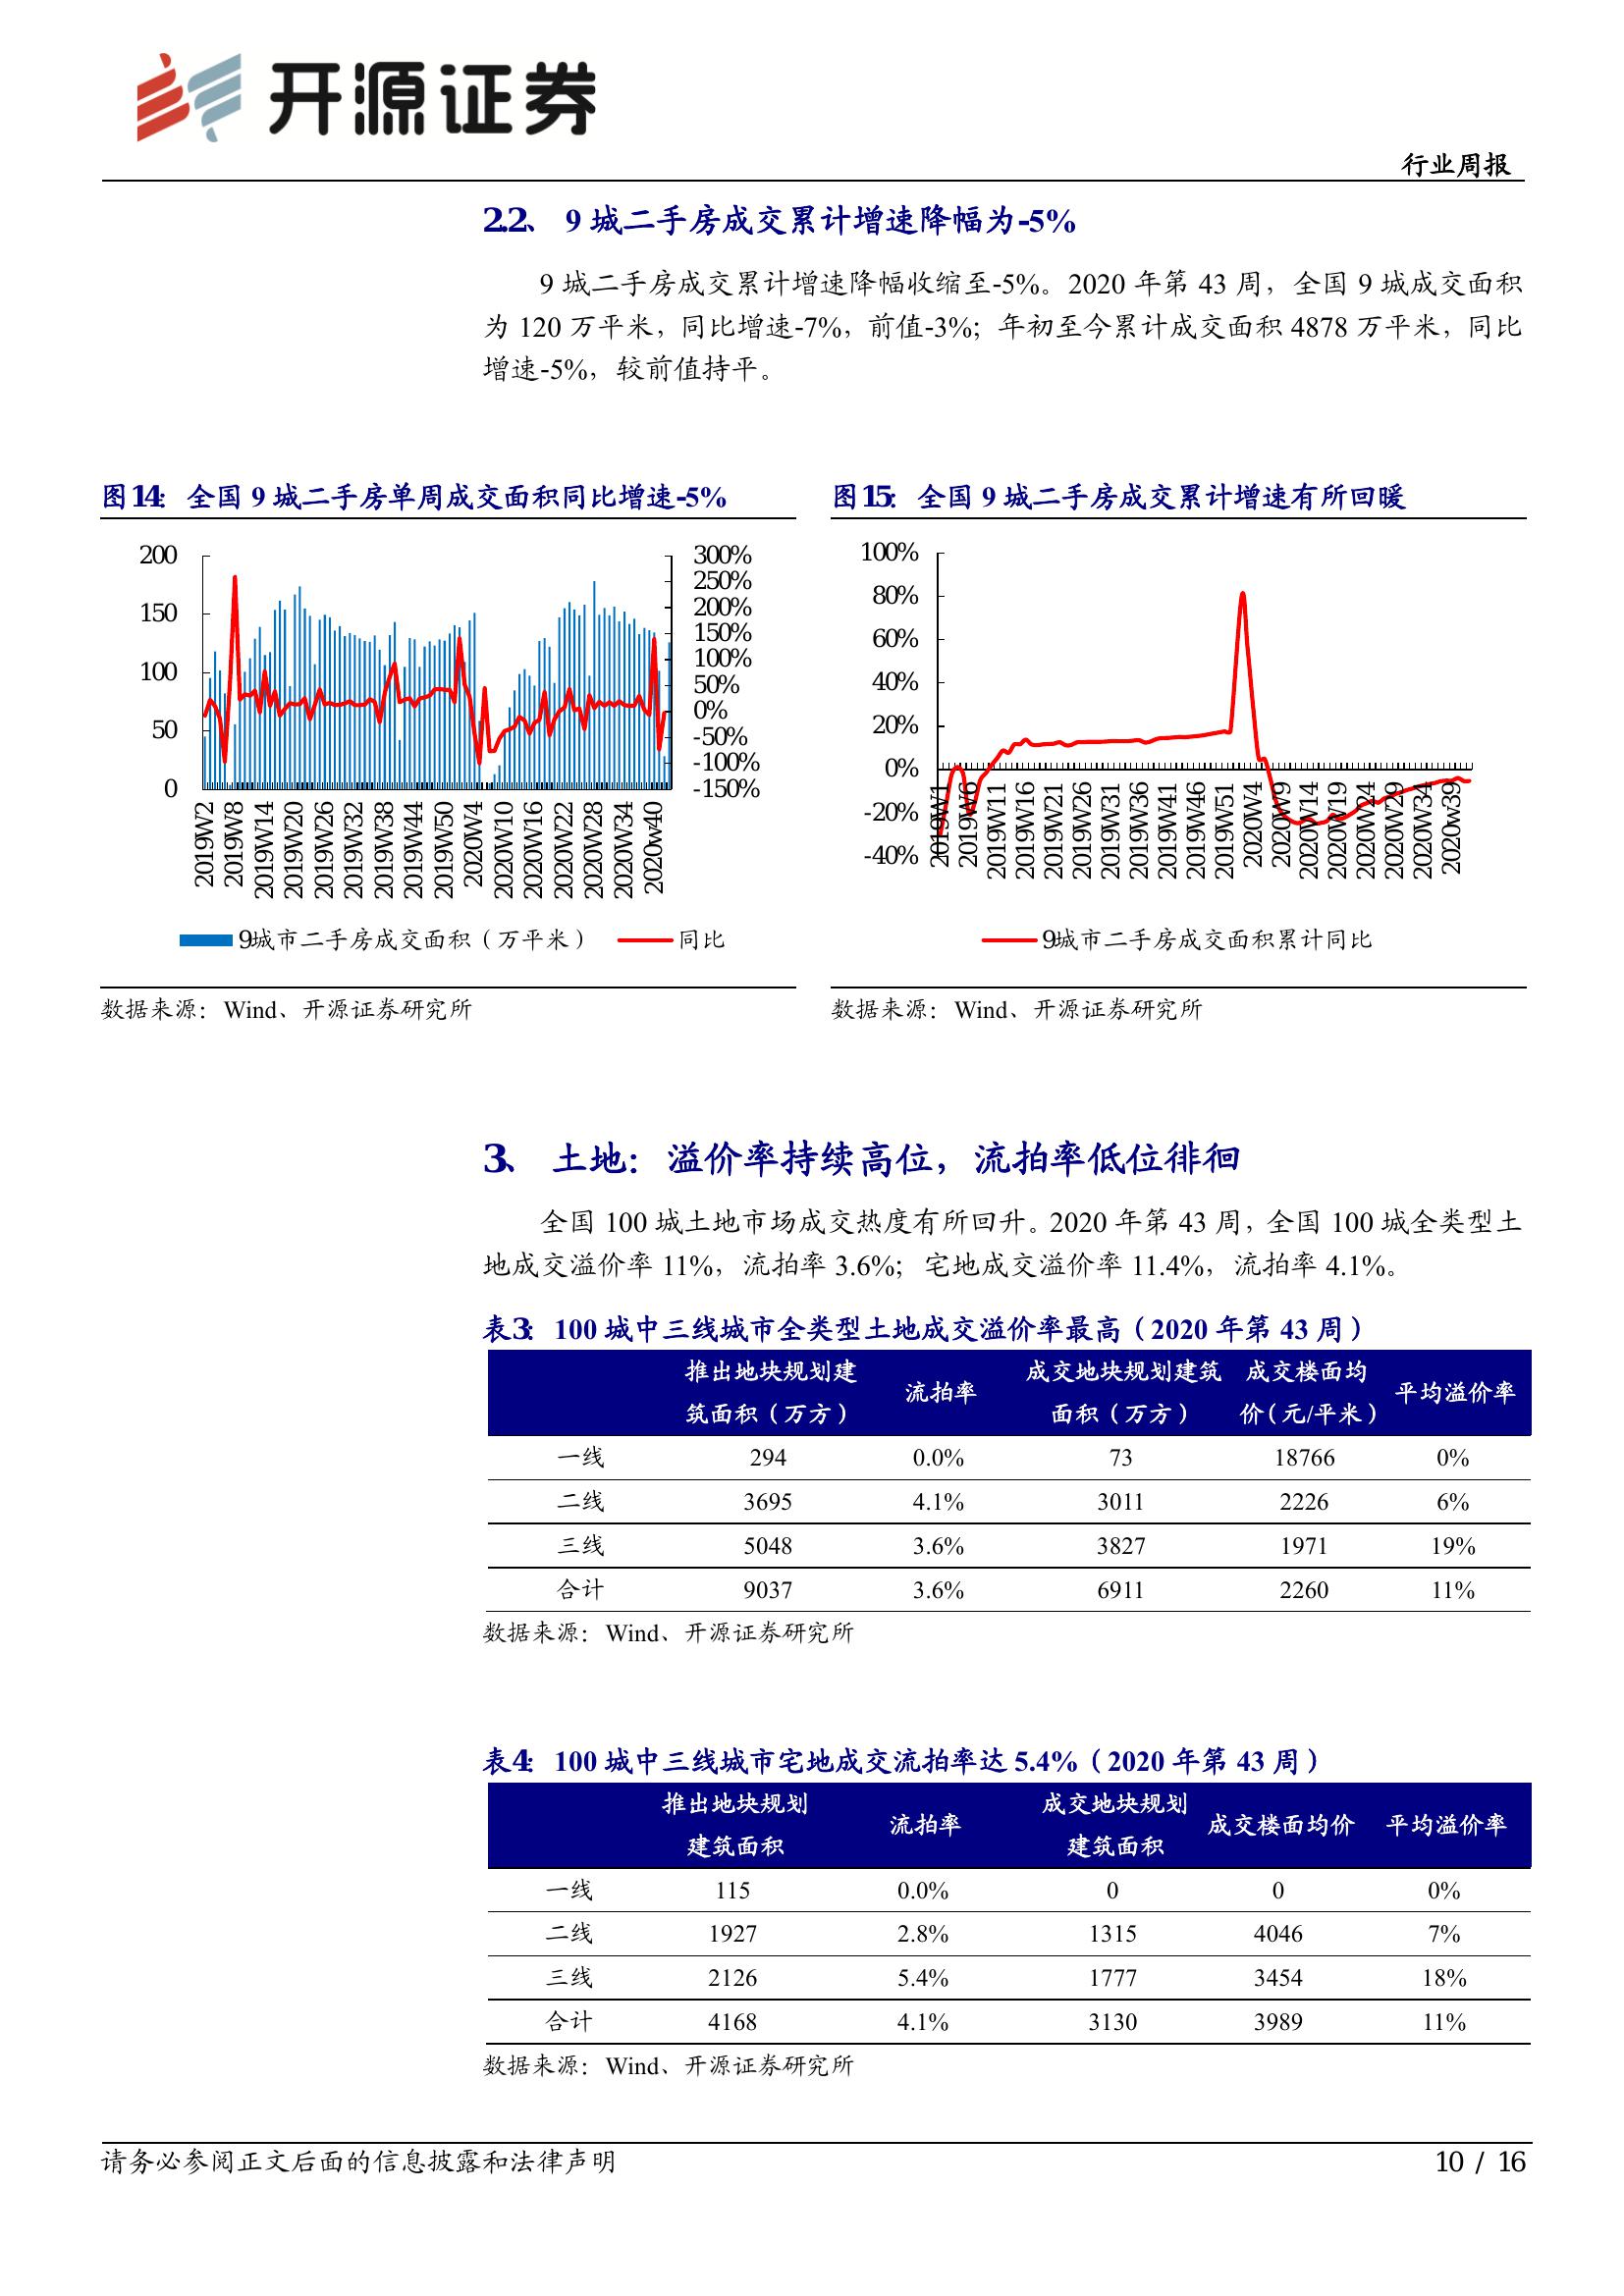 开源证券
行业周报
2.2、 9 城二手房成交累计增速降幅为-5%
9 城二手房成交累计增速降幅收缩至-5%。2020 年第 43 周，全国 9 城成交面积
为 120 万平米，同比增速-7%，前值-3%；年初至今累计成交面积 4878 万平米，同比
增速-5%，较前值持平。
图14： 全国 9 城二手房单周成交面积同比增速-5%
200
150
100
50
0
300%
250%
200%
150%
100%
50%
0%
-50%
-100%
-150%
2019W2
2019W8
2019W14
2019W20
2019W26
2019W32
2019W38
2019W44
2019W50
2020W4
2020W10
2020W16
2020W22
2020W28
2020W34
2020w40
9城市二手房成交面积（万平米） 同比
数据来源：Wind、开源证券研究所
图15： 全国 9 城二手房成交累计增速有所回暖
100%
80%
60%
40%
20%
0%
-20%
-40%
2019W1
2019W6
2019W11
2019W16
2019W21
2019W26
2019W31
2019W36
2019W41
2019W46
2019W51
2020W4
2020W9
2020W14
2020W19
2020W24
2020W29
2020W34
2020w39
9城市二手房成交面积累计同比
数据来源：Wind、开源证券研究所
3、 土地：溢价率持续高位，流拍率低位徘徊
全国 100 城土地市场成交热度有所回升。2020 年第 43 周，全国 100 城全类型土
地成交溢价率 11%，流拍率 3.6%；宅地成交溢价率 11.4%，流拍率 4.1%。
表3： 100 城中三线城市全类型土地成交溢价率最高（2020 年第 43 周）
推出地块规划建筑面积（万方） 流拍率 成交地块规划建筑面积（万方） 成交楼面均价（元/平米） 平均溢价率
一线 294 0.0% 73 18766 0%
二线 3695 4.1% 3011 2226 6%
三线 5048 3.6% 3827 1971 19%
合计 9037 3.6% 6911 2260 11%
数据来源：Wind、开源证券研究所
表4： 100 城中三线城市宅地成交流拍率达 5.4%（2020 年第 43 周）
推出地块规划建筑面积 流拍率 成交地块规划建筑面积 成交楼面均价 平均溢价率
一线 115 0.0% 0 0 0%
二线 1927 2.8% 1315 4046 7%
三线 2126 5.4% 1777 3454 18%
合计 4168 4.1% 3130 3989 11%
数据来源：Wind、开源证券研究所
请务必参阅正文后面的信息披露和法律声明
10 / 16